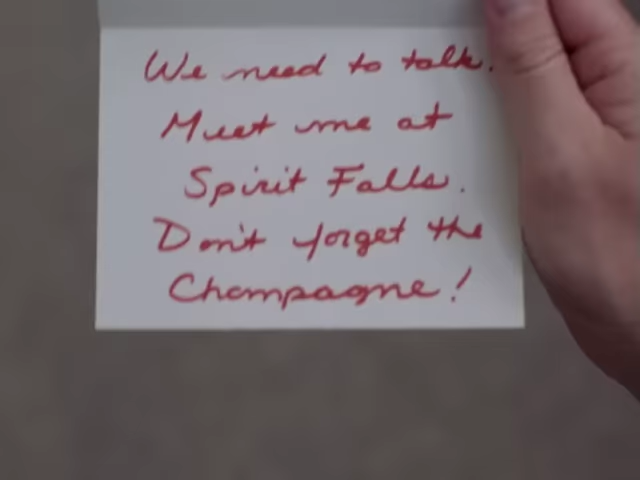 We need to talk.
Meet me at
Spirit Falls.
Don't forget the
Champagne!